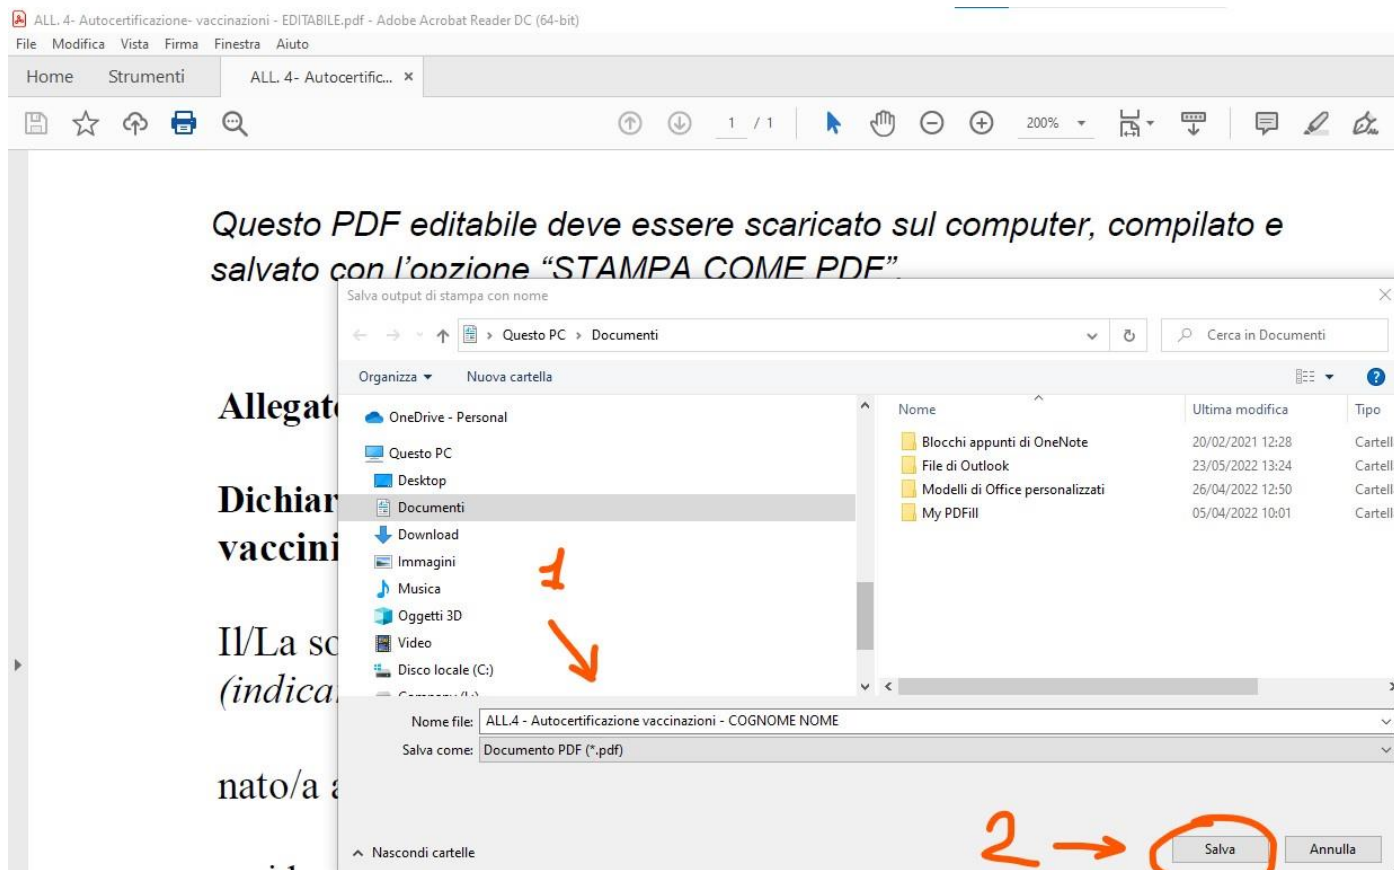 ALL. 4- Autocertificazione- vaccinazioni - EDITABILE.pdf - Adobe Acrobat Reader DC (64-bit)
File Modifica Vista Firma Finestra Aiuto
Home Strumenti ALL. 4- Autocertific... ×
1 / 1 200%
Questo PDF editabile deve essere scaricato sul computer, compilato e
salvato con l'opzione “STAMPA COME PDF”.
Salva output di stampa con nome
Questo PC › Documenti
Cerca in Documenti
Organizza Nuova cartella
Allegat
Dichiar
vaccini
Il/La so
(indica
nato/a a
OneDrive - Personal
Questo PC
Desktop
Documenti
Download
Immagini
Musica
Oggetti 3D
Video
Disco locale (C:)
1
Nome Ultima modifica Tipo
Blocchi appunti di OneNote 20/02/2021 12:28 Cartell
File di Outlook 23/05/2022 13:24 Cartell
Modelli di Office personalizzati 26/04/2022 12:50 Cartell
My PDFill 05/04/2022 10:01 Cartell
Nome file: ALL.4 - Autocertificazione vaccinazioni - COGNOME NOME
Salva come: Documento PDF (*.pdf)
2
Nascondi cartelle
Salva Annulla